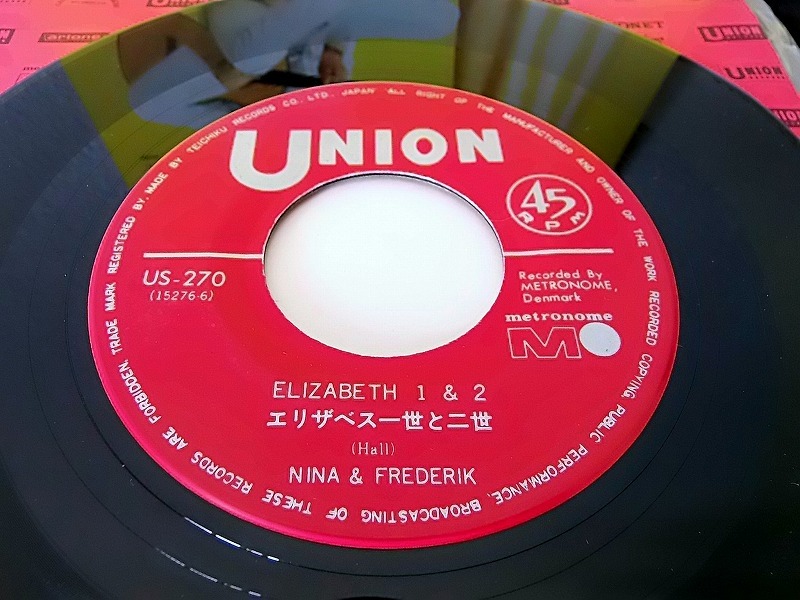 UNION
45
RPM
US-270
(15276-6)
Recorded By
METRONOME,
Denmark
metronome
M
ELIZABETH 1 & 2
エリザベス一世と二世
(Hall)
NINA & FREDERIK
MADE BY TEICHIKU RECORDS CO., LTD., JAPAN ALL RIGHT OF THE MANUFACTURER AND OWNER OF THE WORK RECORDED COPYING, PUBLIC PERFORMANCE, BROADCASTING OF THESE RECORDS ARE FORBIDDEN, TRADE MARK REGISTERED BY.
UNION
artonet
UNION
UNION